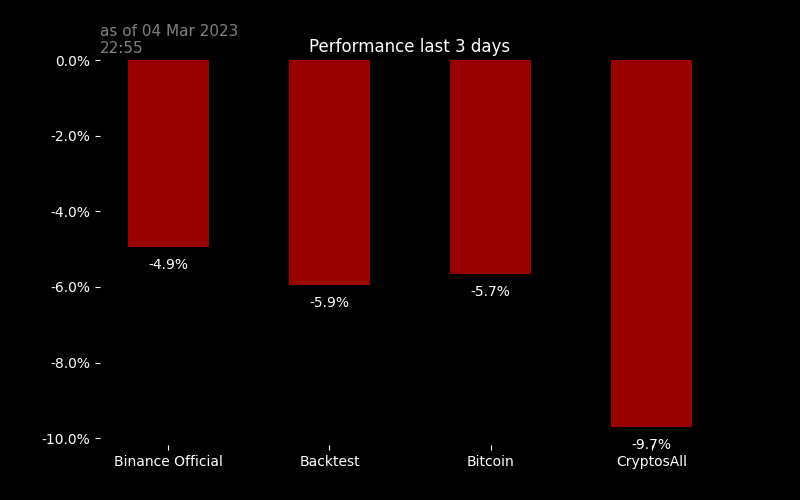 as of 04 Mar 2023
22:55
Performance last 3 days
0.0%
-2.0%
-4.0%
-6.0%
-8.0%
-10.0%
-4.9%
-5.9%
-5.7%
-9.7%
Binance Official
Backtest
Bitcoin
CryptosAll